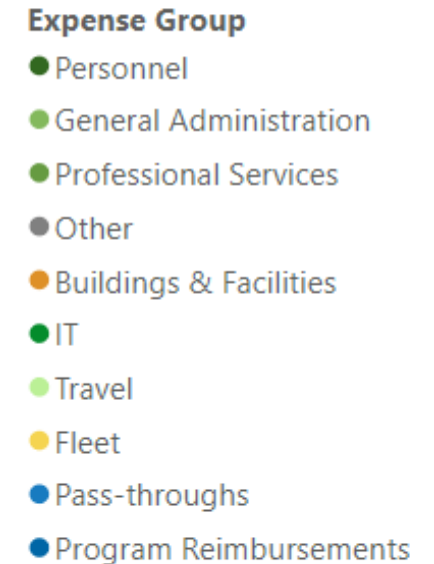 Expense Group
Personnel
General Administration
Professional Services
Other
Buildings & Facilities
IT
Travel
Fleet
Pass-throughs
Program Reimbursements